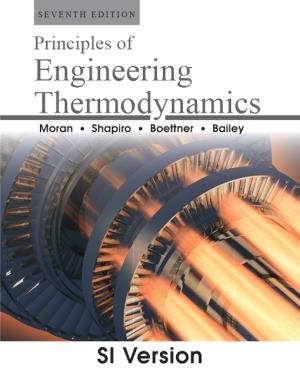 SEVENTH EDITION
Principles of
Engineering
Thermodynamics
Moran • Shapiro • Boettner • Bailey
SI Version